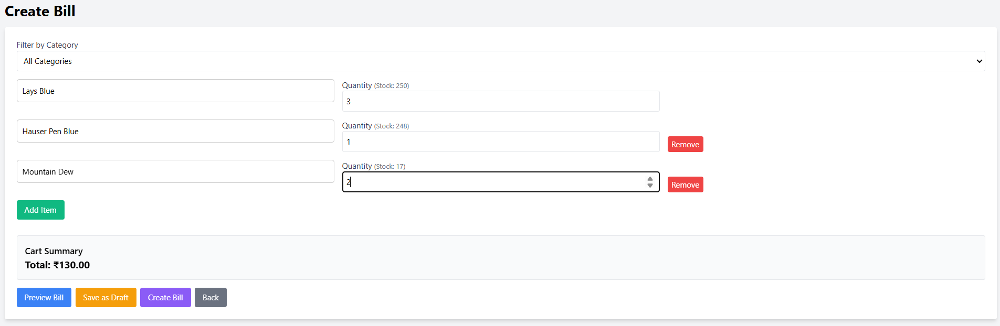 Create Bill
Filter by Category
All Categories
Lays Blue
Quantity (Stock: 250)
3
Hauser Pen Blue
Quantity (Stock: 248)
1
Remove
Mountain Dew
Quantity (Stock: 17)
2
Remove
Add Item
Cart Summary
Total: ₹130.00
Preview Bill Save as Draft Create Bill Back